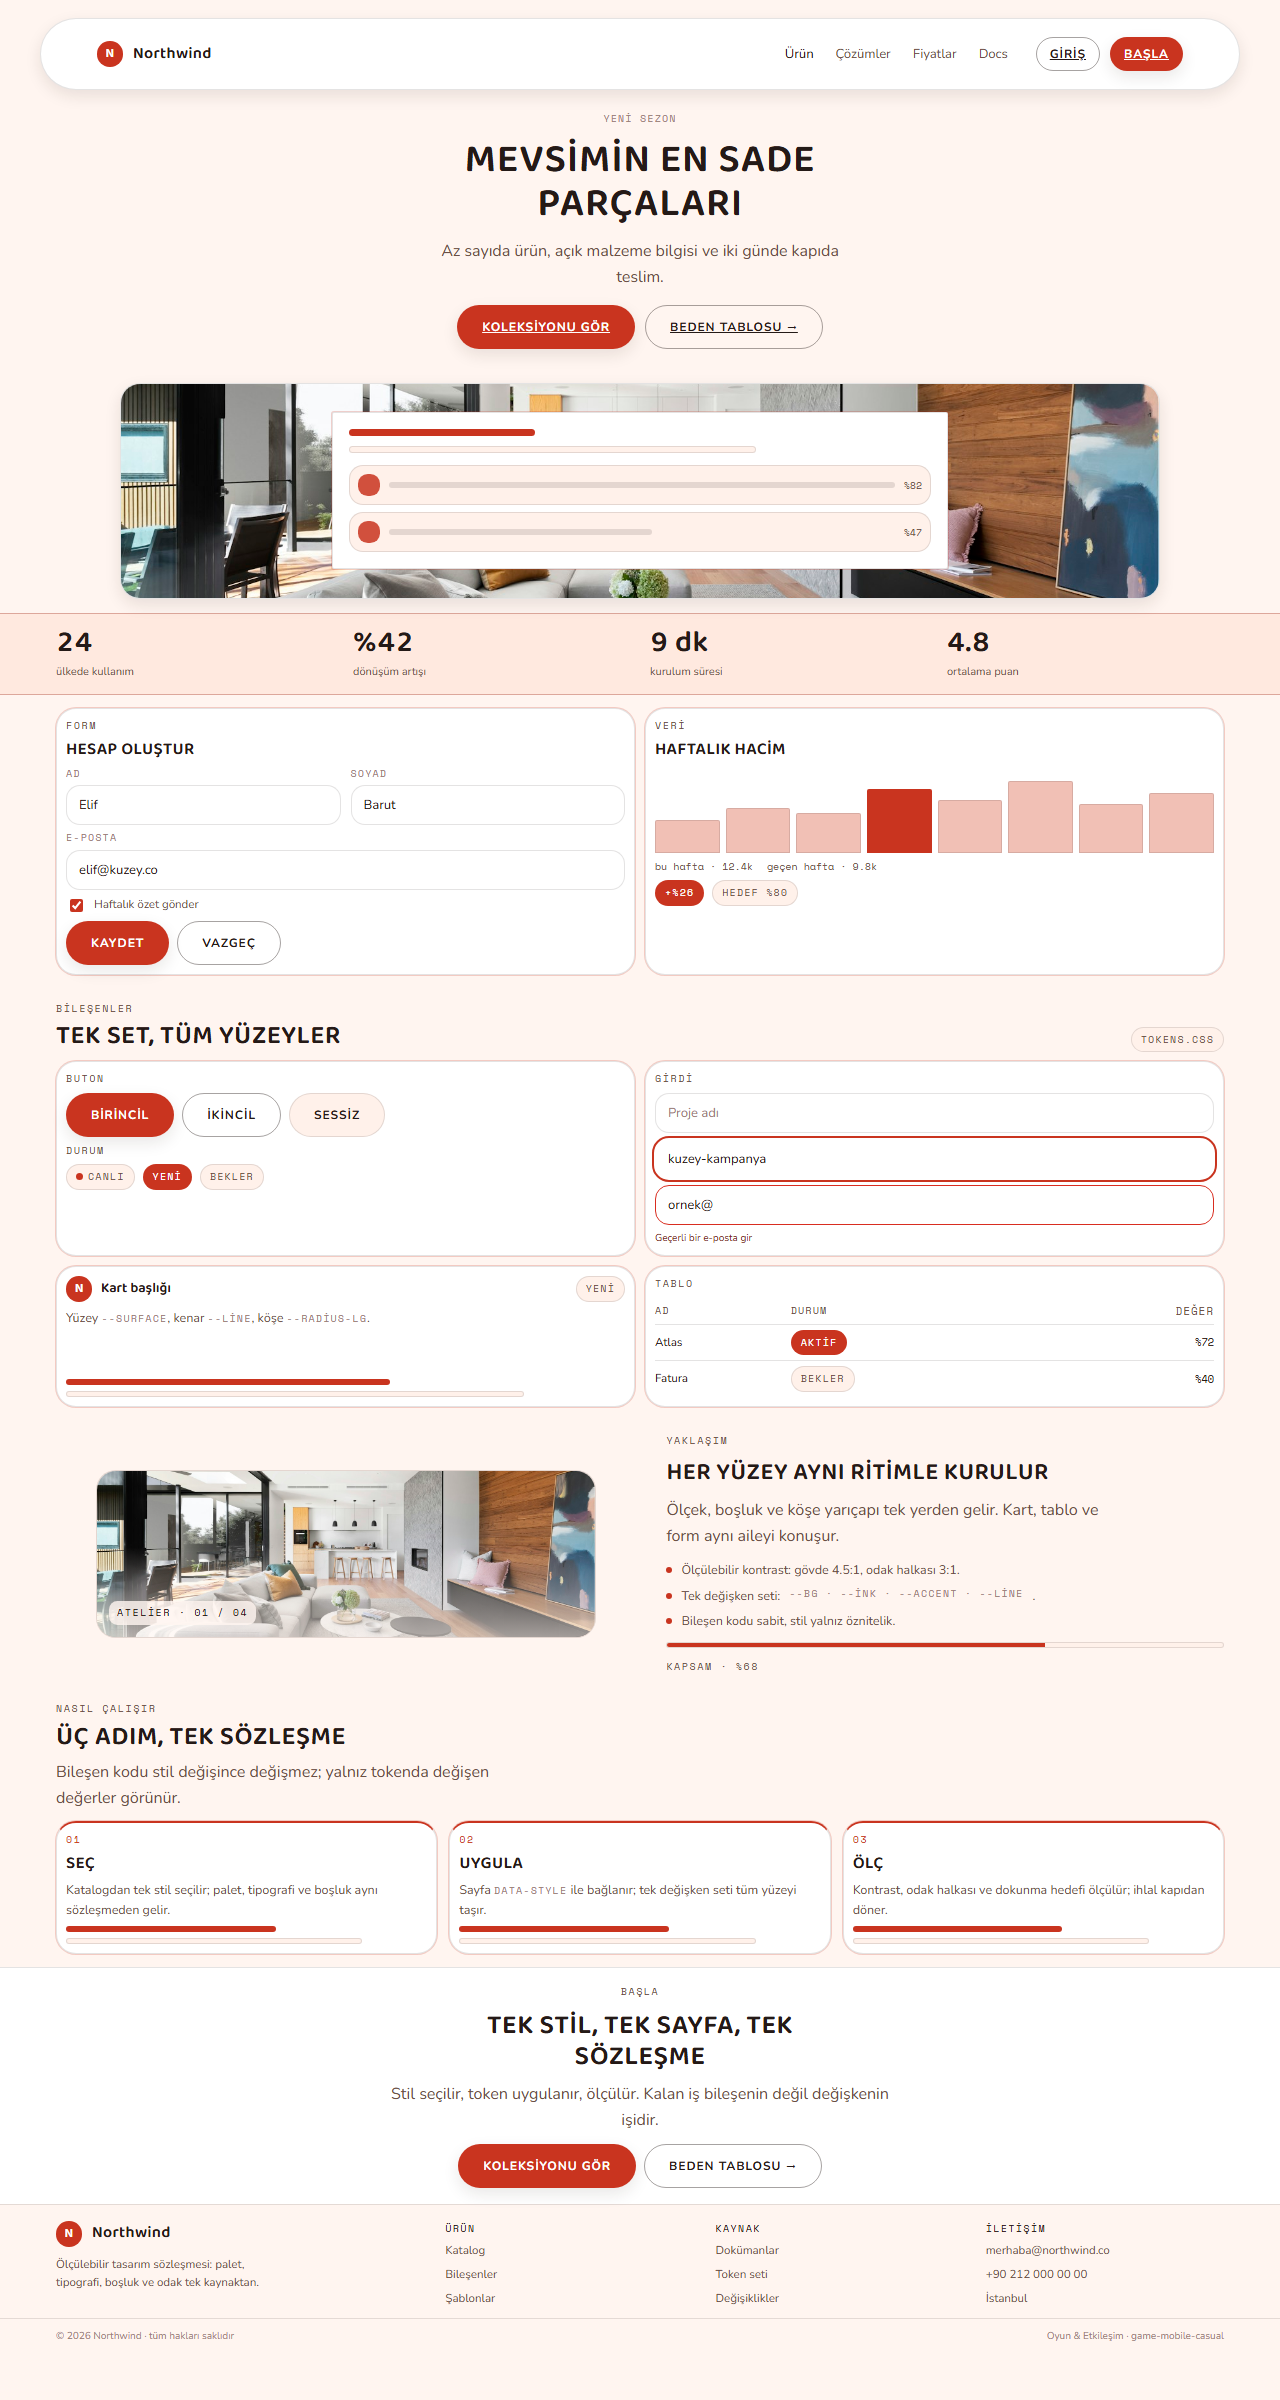 N Northwind
Ürün Çözümler Fiyatlar Docs GİRİŞ BAŞLA
YENİ SEZON
MEVSİMİN EN SADE
PARÇALARI
Az sayıda ürün, açık malzeme bilgisi ve iki günde kapıda
teslim.
KOLEKSİYONU GÖR BEDEN TABLOSU →
%82
%47
24 %42 9 dk 4.8
ülkede kullanım dönüşüm artışı kurulum süresi ortalama puan
FORM
HESAP OLUŞTUR
AD SOYAD
Elif Barut
E-POSTA
elif@kuzey.co
Haftalık özet gönder
KAYDET VAZGEÇ
VERİ
HAFTALIK HACİM
bu hafta · 12.4k geçen hafta · 9.8k
+%26 HEDEF %80
BİLEŞENLER
TEK SET, TÜM YÜZEYLER
TOKENS.CSS
BUTON
BİRİNCİL İKİNCİL SESSİZ
DURUM
CANLI YENİ BEKLER
GİRDİ
Proje adı
kuzey-kampanya
ornek@
Geçerli bir e-posta gir
N Kart başlığı YENİ
Yüzey --SURFACE, kenar --LİNE, köşe --RADİUS-LG.
TABLO
AD DURUM DEĞER
Atlas AKTİF %72
Fatura BEKLER %40
ATELİER · 01 / 04
YAKLAŞIM
HER YÜZEY AYNI RİTİMLE KURULUR
Ölçek, boşluk ve köşe yarıçapı tek yerden gelir. Kart, tablo ve
form aynı aileyi konuşur.
Ölçülebilir kontrast: gövde 4.5:1, odak halkası 3:1.
Tek değişken seti: --BG · --İNK · --ACCENT · --LİNE .
Bileşen kodu sabit, stil yalnız öznitelik.
KAPSAM · %68
NASIL ÇALIŞIR
ÜÇ ADIM, TEK SÖZLEŞME
Bileşen kodu stil değişince değişmez; yalnız tokenda değişen
değerler görünür.
01
SEÇ
Katalogdan tek stil seçilir; palet, tipografi ve boşluk aynı
sözleşmeden gelir.
02
UYGULA
Sayfa DATA-STYLE ile bağlanır; tek değişken seti tüm yüzeyi
taşır.
03
ÖLÇ
Kontrast, odak halkası ve dokunma hedefi ölçülür; ihlal kapıdan
döner.
BAŞLA
TEK STİL, TEK SAYFA, TEK
SÖZLEŞME
Stil seçilir, token uygulanır, ölçülür. Kalan iş bileşenin değil değişkenin
işidir.
KOLEKSİYONU GÖR BEDEN TABLOSU →
N Northwind
Ölçülebilir tasarım sözleşmesi: palet,
tipografi, boşluk ve odak tek kaynaktan.
ÜRÜN
Katalog
Bileşenler
Şablonlar
KAYNAK
Dokümanlar
Token seti
Değişiklikler
İLETİŞİM
merhaba@northwind.co
+90 212 000 00 00
İstanbul
© 2026 Northwind · tüm hakları saklıdır
Oyun & Etkileşim · game-mobile-casual